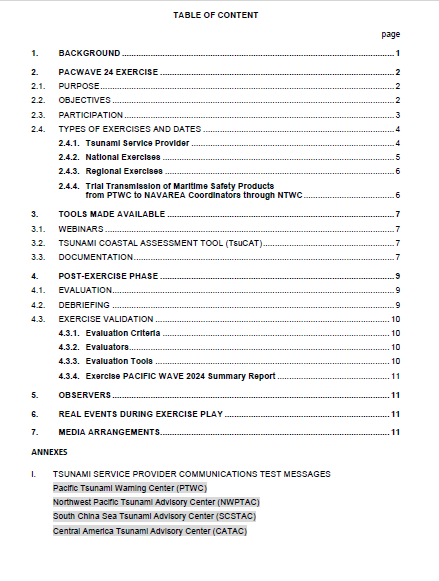 TABLE OF CONTENT
page
1. BACKGROUND 1
2. PACWAVE 24 EXERCISE 2
2.1. PURPOSE 2
2.2. OBJECTIVES 2
2.3. PARTICIPATION 3
2.4. TYPES OF EXERCISES AND DATES 4
2.4.1. Tsunami Service Provider 4
2.4.2. National Exercises 5
2.4.3. Regional Exercises 6
2.4.4. Trial Transmission of Maritime Safety Products
from PTWC to NAVAREA Coordinators through NTWC 6
3. TOOLS MADE AVAILABLE 7
3.1. WEBINARS 7
3.2. TSUNAMI COASTAL ASSESSMENT TOOL (TsuCAT) 7
3.3. DOCUMENTATION 7
4. POST-EXERCISE PHASE 9
4.1. EVALUATION 9
4.2. DEBRIEFING 9
4.3. EXERCISE VALIDATION 10
4.3.1. Evaluation Criteria 10
4.3.2. Evaluators 10
4.3.3. Evaluation Tools 10
4.3.4. Exercise PACIFIC WAVE 2024 Summary Report 11
5. OBSERVERS 11
6. REAL EVENTS DURING EXERCISE PLAY 11
7. MEDIA ARRANGEMENTS 11
ANNEXES
I. TSUNAMI SERVICE PROVIDER COMMUNICATIONS TEST MESSAGES
Pacific Tsunami Warning Center (PTWC)
Northwest Pacific Tsunami Advisory Center (NWPTAC)
South China Sea Tsunami Advisory Center (SCSTAC)
Central America Tsunami Advisory Center (CATAC)